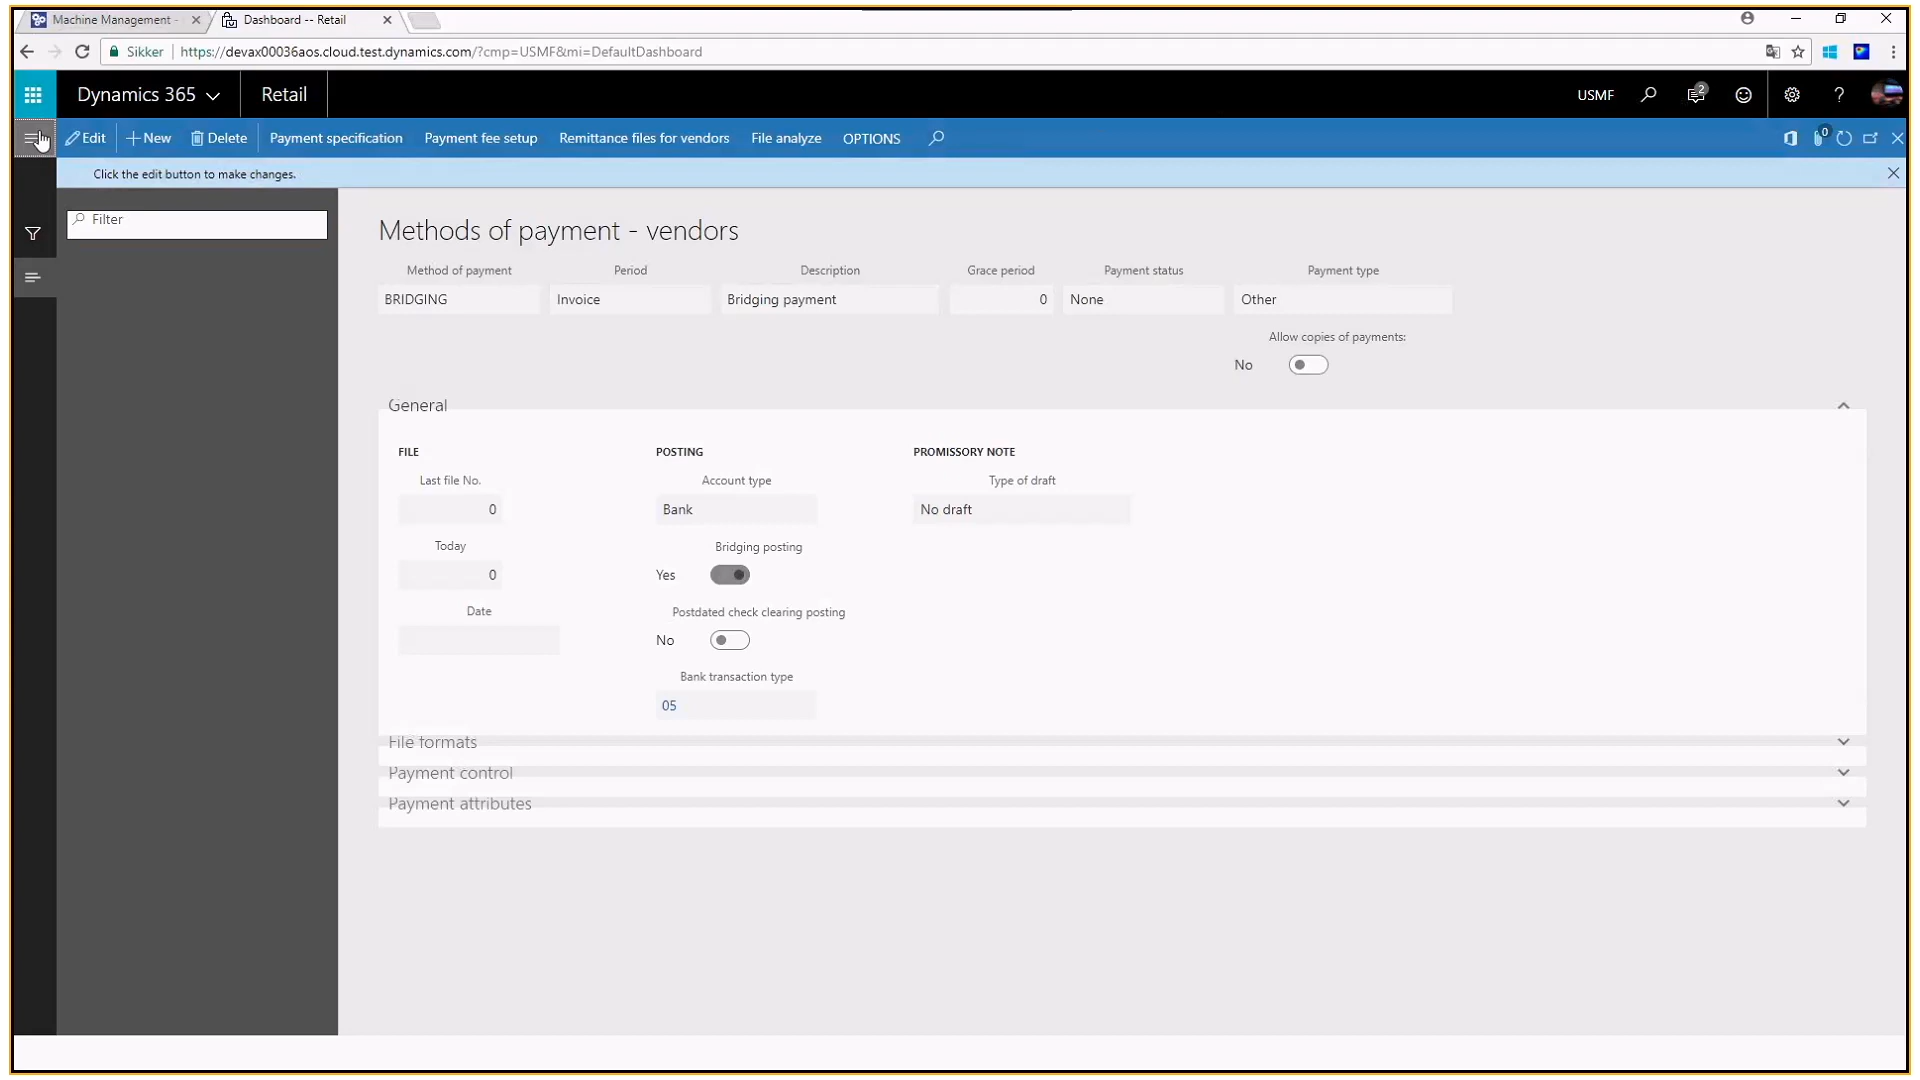 Machine Management -
Dashboard -- Retail
Sikker https://devax00036aos.cloud.test.dynamics.com/?cmp=USMF&mi=DefaultDashboard
Dynamics 365 Retail USMF 2 ?
Edit New Delete Payment specification Payment fee setup Remittance files for vendors File analyze OPTIONS 0
Click the edit button to make changes.
Filter
Methods of payment - vendors
Method of payment Period Description Grace period Payment status Payment type
BRIDGING Invoice Bridging payment 0 None Other
Allow copies of payments:
No
General
FILE POSTING PROMISSORY NOTE
Last file No. Account type Type of draft
0 Bank No draft
Today Bridging posting
0 Yes
Date Postdated check clearing posting
No
Bank transaction type
05
File formats
Payment control
Payment attributes